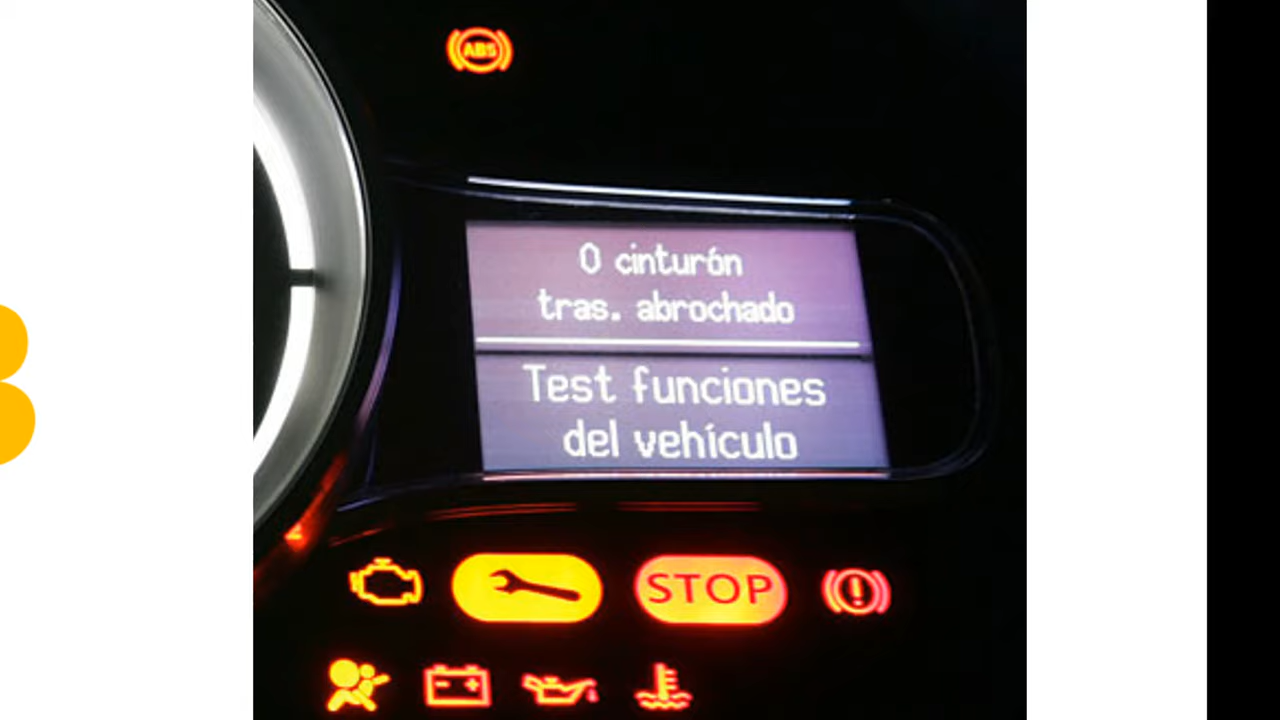 ABS
0 cinturón
tras. abrochado
Test funciones
del vehículo
STOP